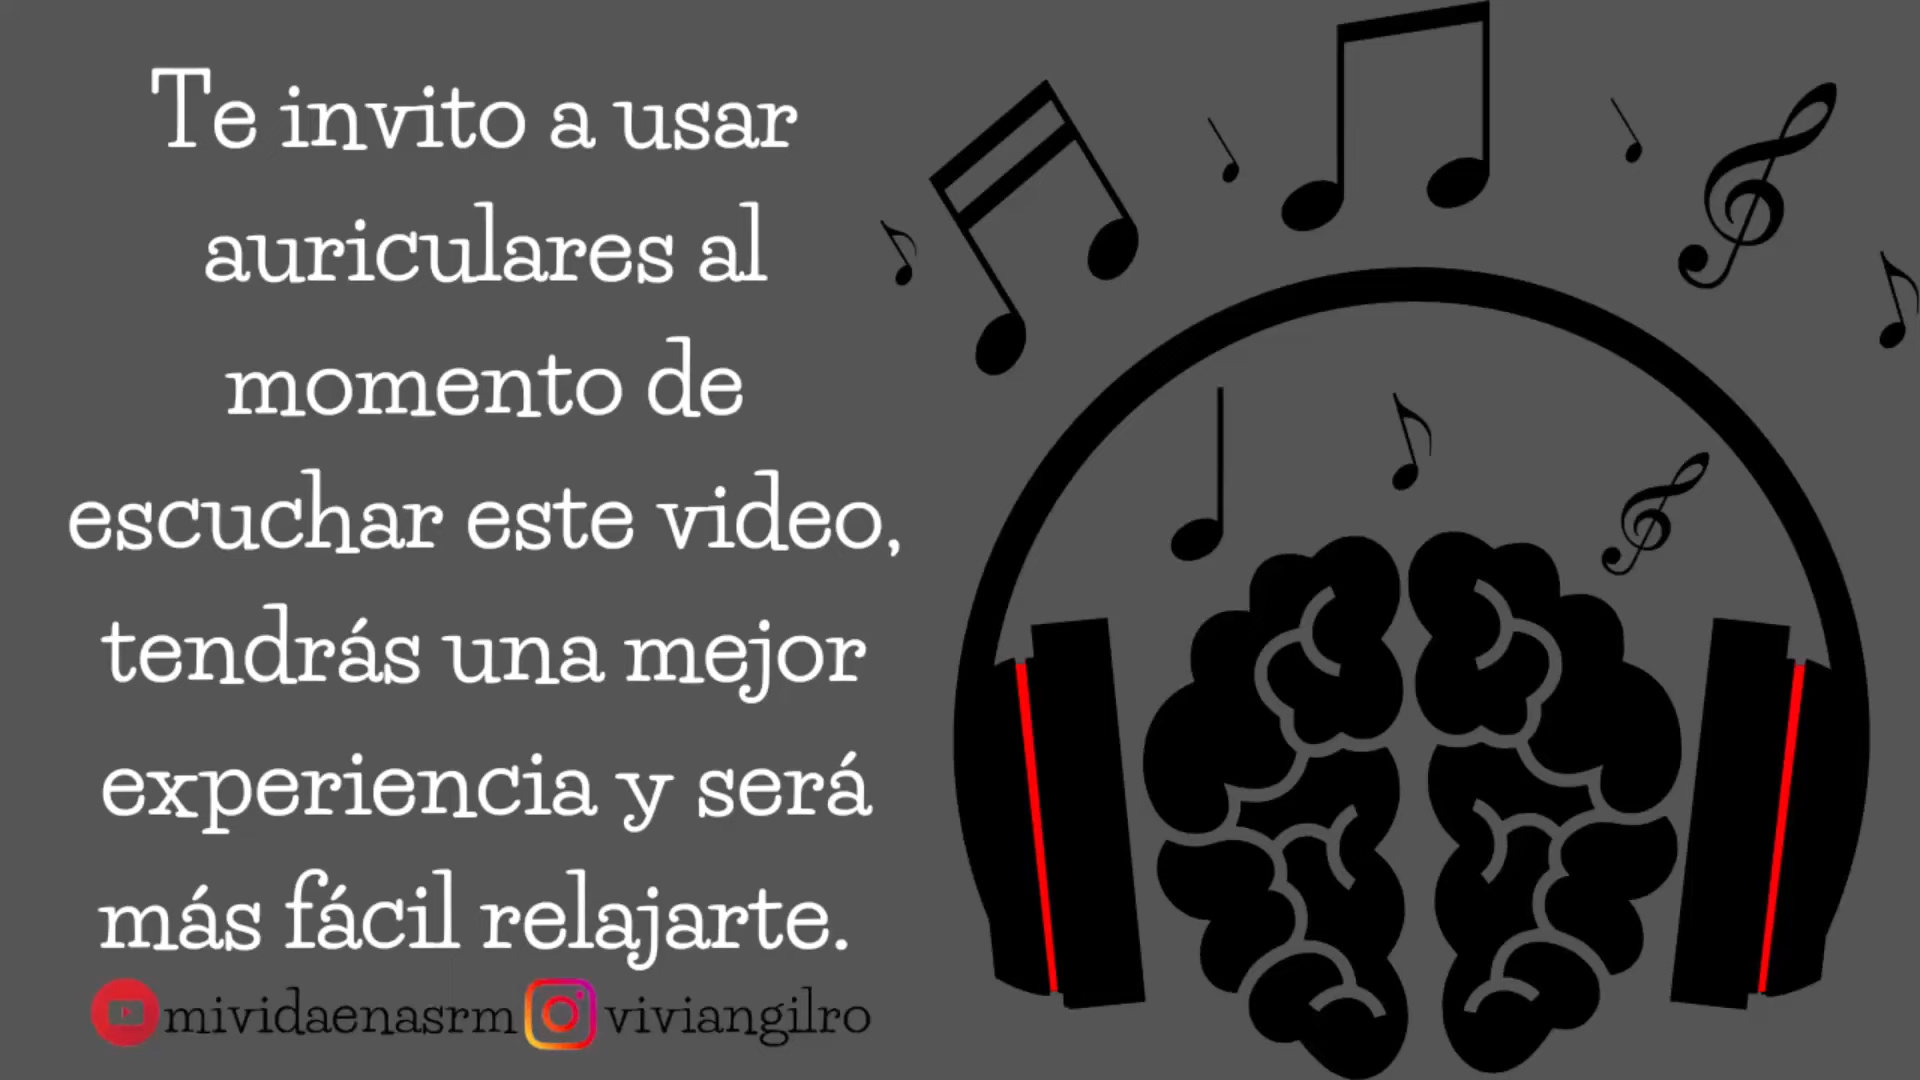 Te invito a usar
auriculares al
momento de
escuchar este video,
tendrás una mejor
experiencia y será
más fácil relajarte.
mividaenasrm viviangilro